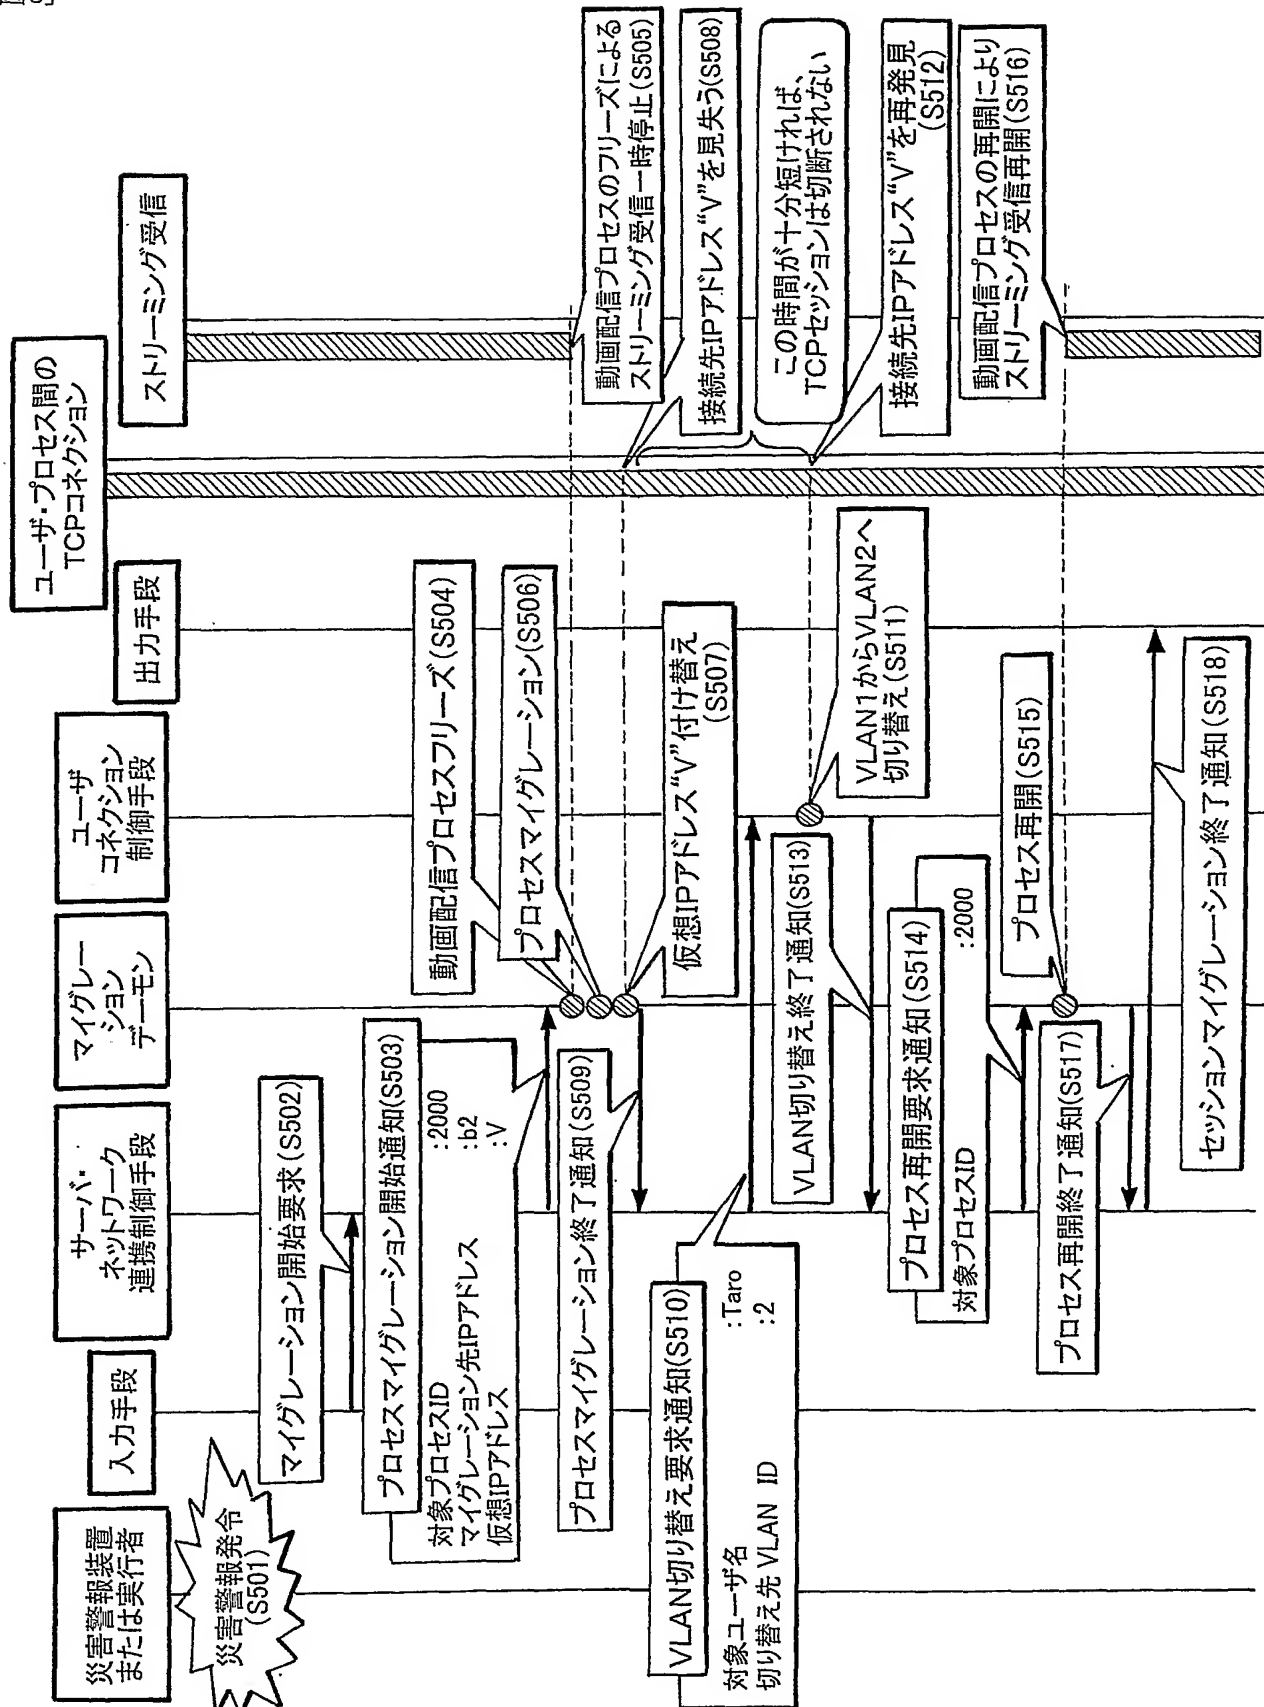 災害警報装置
または実行者
入力手段
サーバ・
ネットワーク
連携制御手段
マイグレー
ション
デーモン
ユーザ
コネクション
制御手段
出力手段
ユーザ・プロセス間の
TCPコネクション
ストリーミング受信
災害警報発令
(S501)
マイグレーション開始要求(S502)
プロセスマイグレーション開始通知(S503)
対象プロセスID :2000
マイグレーション先IPアドレス :b2
仮想IPアドレス :V
動画配信プロセスフリーズ(S504)
動画配信プロセスのフリーズによる
ストリーミング受信一時停止(S505)
プロセスマイグレーション(S506)
仮想IPアドレス“V”付け替え
(S507)
接続先IPアドレス“V”を見失う(S508)
プロセスマイグレーション終了通知(S509)
この時間が十分短ければ、
TCPセッションは切断されない
VLAN切り替え要求通知(S510)
対象ユーザ名 :Taro
切り替え先 VLAN ID :2
VLAN1からVLAN2へ
切り替え(S511)
接続先IPアドレス“V”を再発見
(S512)
VLAN切り替え終了通知(S513)
プロセス再開要求通知(S514)
対象プロセスID :2000
プロセス再開(S515)
動画配信プロセスの再開により
ストリーミング受信再開(S516)
プロセス再開終了通知(S517)
セッションマイグレーション終了通知(S518)